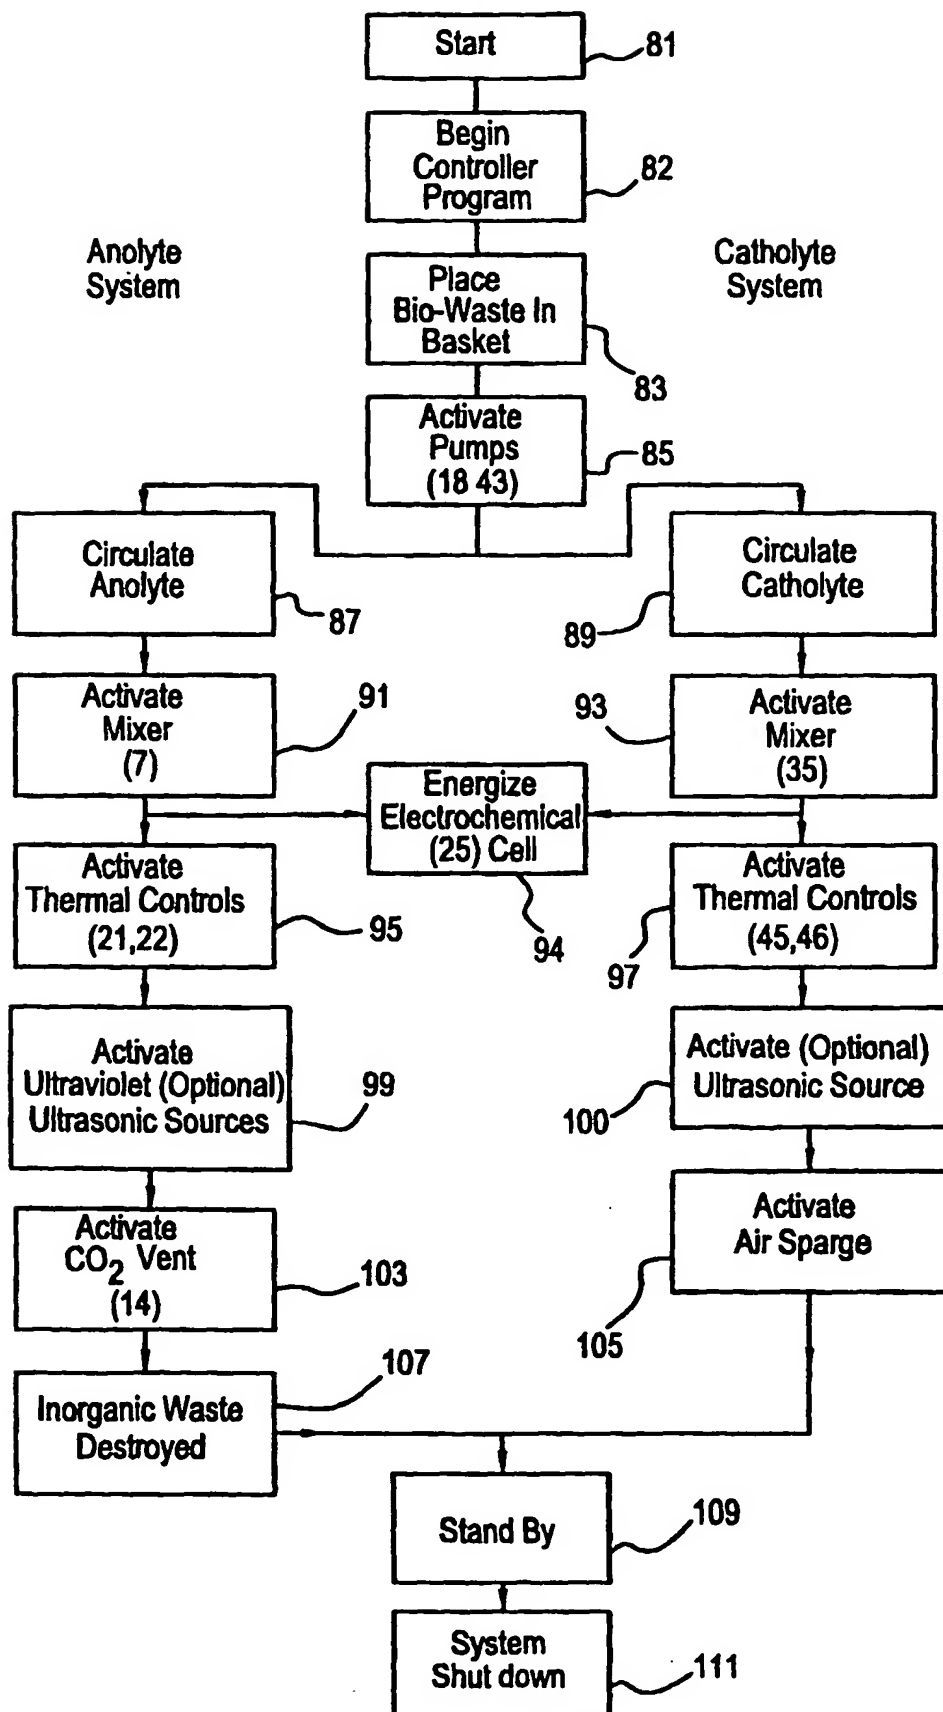 Start
81
Begin
Controller
Program
82
Anolyte
System
Catholyte
System
Place
Bio-Waste In
Basket
83
Activate
Pumps
(18 43)
85
Circulate
Anolyte
87
Circulate
Catholyte
89
Activate
Mixer
(7)
91
Activate
Mixer
(35)
93
Energize
Electrochemical
(25) Cell
94
Activate
Thermal Controls
(21,22)
95
Activate
Thermal Controls
(45,46)
97
Activate
Ultraviolet (Optional)
Ultrasonic Sources
99
Activate (Optional)
Ultrasonic Source
100
Activate
CO2 Vent
(14)
103
Activate
Air Sparge
105
Inorganic Waste
Destroyed
107
Stand By
109
System
Shut down
111